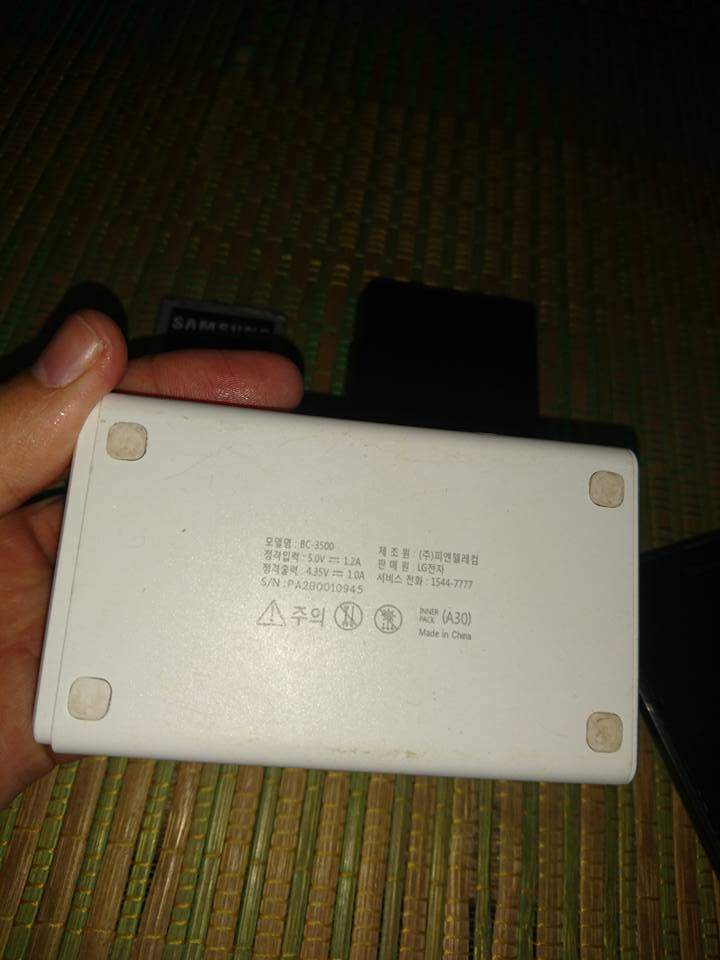 SAMSUNG
모델명 : BC-3500
정격입력 : 5.0V ⎓ 1.2A
정격출력 : 4.35V ⎓ 1.0A
S/N : PA2B0010945
제 조 원 : (주)피앤텔레컴
판 매 원 : LG전자
서비스 전화 : 1544-7777
주의
INNER PACK (A30)
Made in China